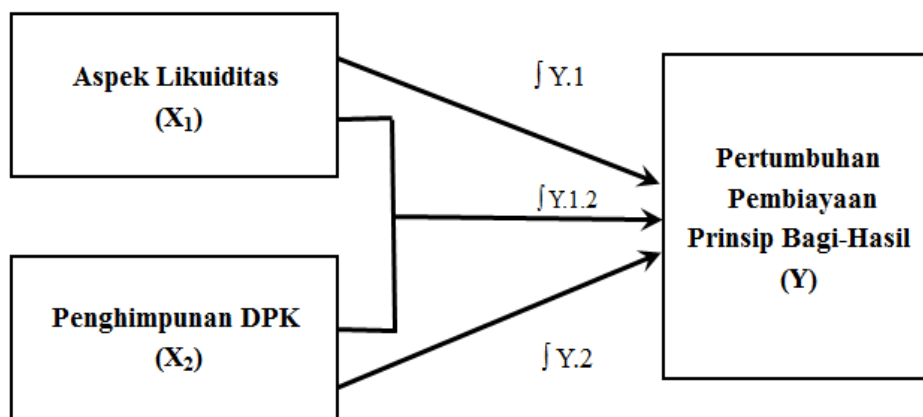 Aspek Likuiditas
(X₁)
∫ Y.1
Pertumbuhan
Pembiayaan
Prinsip Bagi-Hasil
(Y)
∫ Y.1.2
Penghimpunan DPK
(X₂)
∫ Y.2